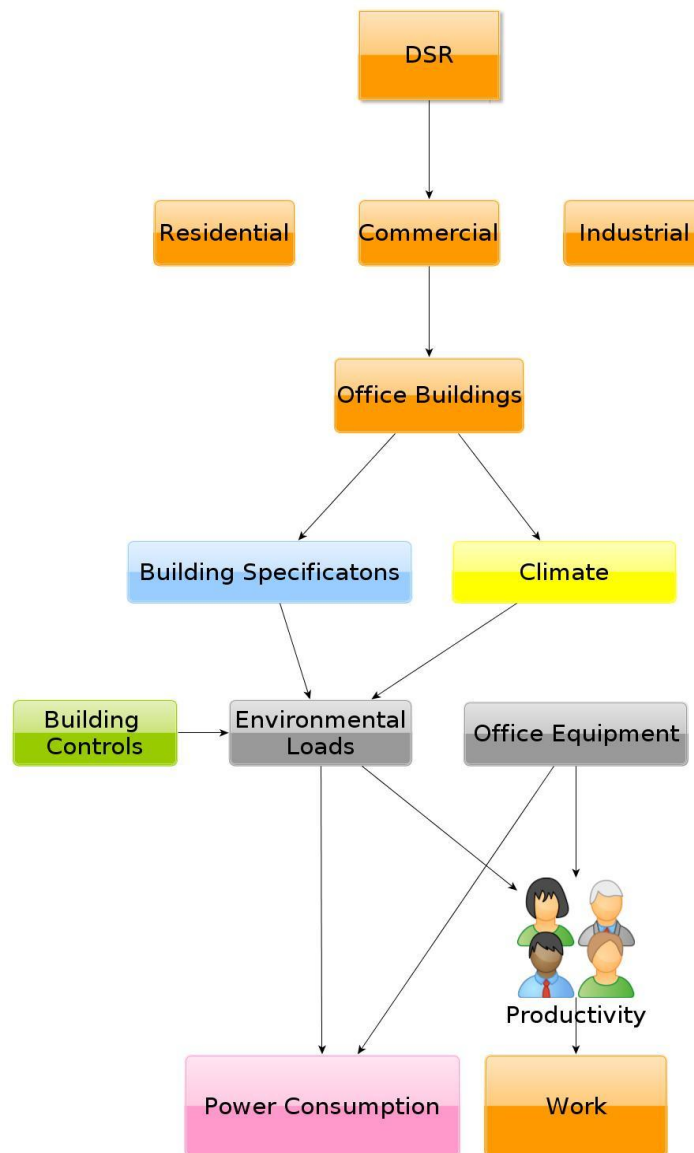 DSR
Residential
Commercial
Industrial
Office Buildings
Building Specificatons
Climate
Building
Controls
Environmental
Loads
Office Equipment
Productivity
Power Consumption
Work